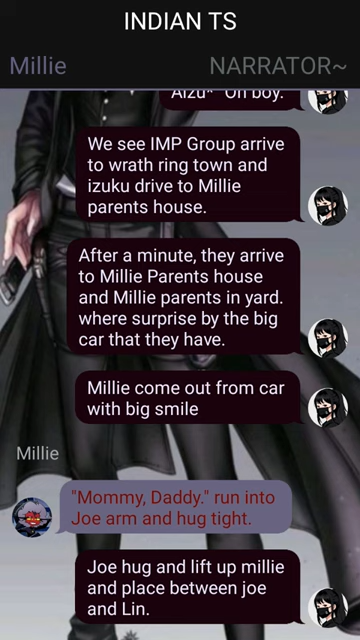 INDIAN TS
Millie
NARRATOR~
Aizu* Oh boy.
We see IMP Group arrive
to wrath ring town and
izuku drive to Millie
parents house.
After a minute, they arrive
to Millie Parents house
and Millie parents in yard.
where surprise by the big
car that they have.
Millie come out from car
with big smile
Millie
"Mommy, Daddy." run into
Joe arm and hug tight.
Joe hug and lift up millie
and place between joe
and Lin.